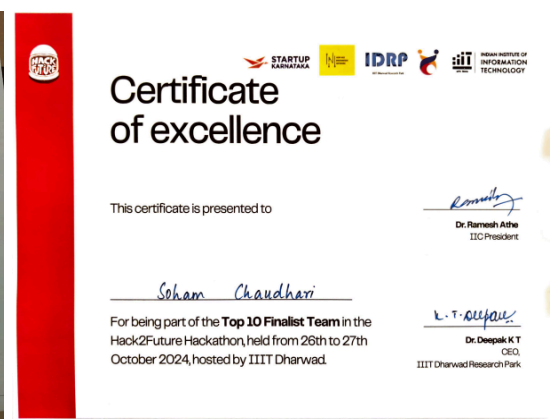 HACK
FUTURE
STARTUP
KARNATAKA
IDRP
INDIAN INSTITUTE OF
INFORMATION
TECHNOLOGY
Certificate
of excellence
This certificate is presented to
Ramesh
Dr. Ramesh Athe
IIC President
Soham Chaudhari
For being part of the Top 10 Finalist Team in the
Hack2Future Hackathon, held from 26th to 27th
October 2024, hosted by IIIT Dharwad.
K. T. Deepak
Dr. Deepak K T
CEO,
IIIT Dharwad Research Park